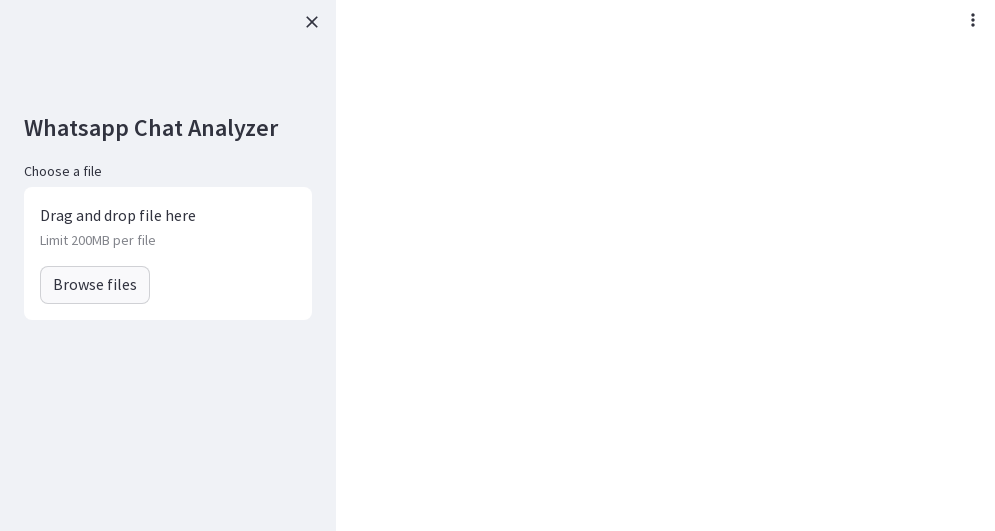 Whatsapp Chat Analyzer
Choose a file
Drag and drop file here
Limit 200MB per file
Browse files